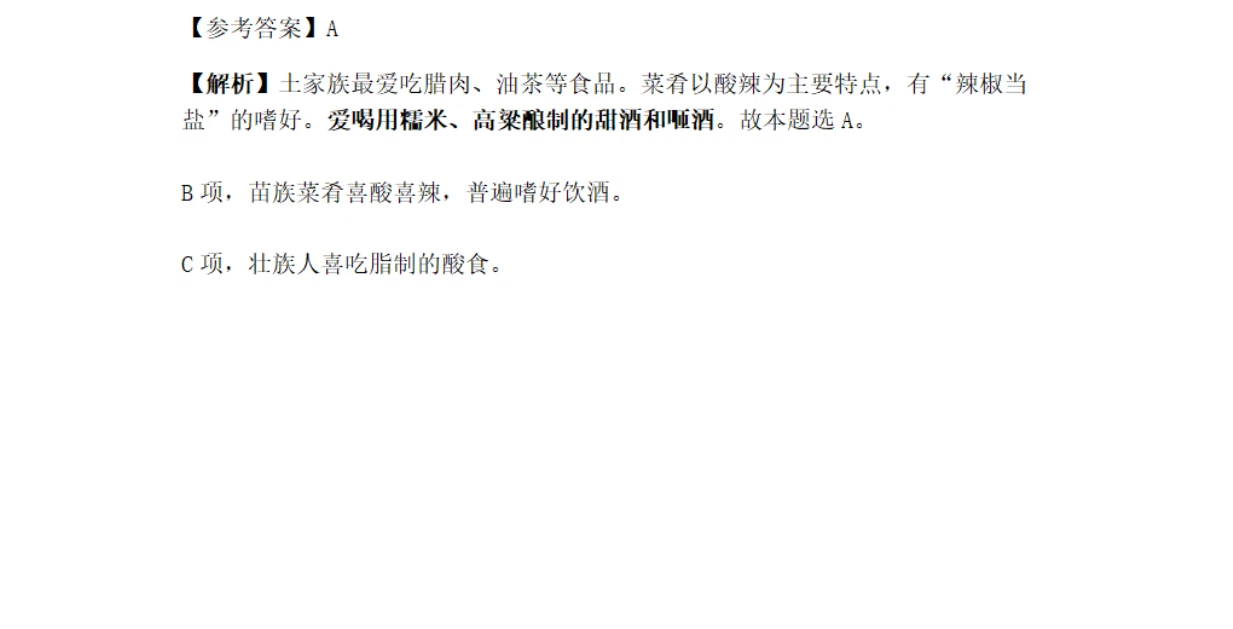 【参考答案】A
【解析】土家族最爱吃腊肉、油茶等食品。菜肴以酸辣为主要特点，有“辣椒当
盐”的嗜好。爱喝用糯米、高粱酿制的甜酒和咂酒。故本题选 A。
B 项，苗族菜肴喜酸喜辣，普遍嗜好饮酒。
C 项，壮族人喜吃脂制的酸食。